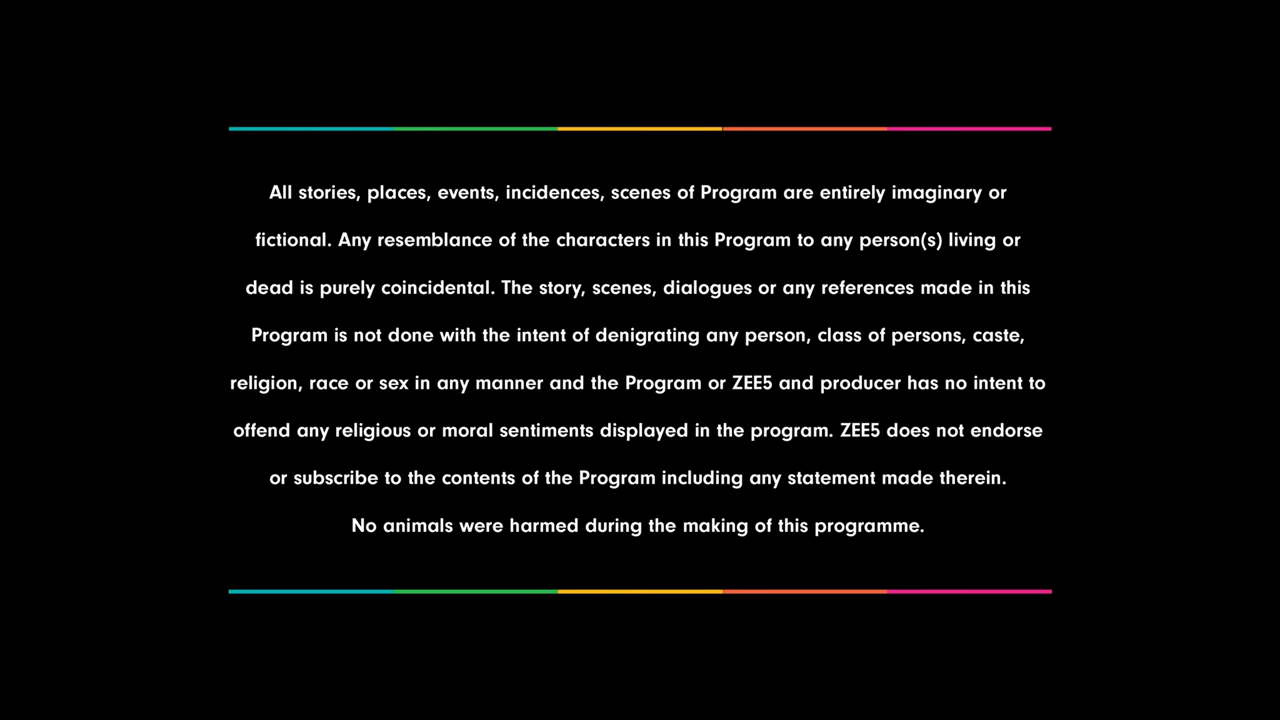 All stories, places, events, incidences, scenes of Program are entirely imaginary or
fictional. Any resemblance of the characters in this Program to any person(s) living or
dead is purely coincidental. The story, scenes, dialogues or any references made in this
Program is not done with the intent of denigrating any person, class of persons, caste,
religion, race or sex in any manner and the Program or ZEE5 and producer has no intent to
offend any religious or moral sentiments displayed in the program. ZEE5 does not endorse
or subscribe to the contents of the Program including any statement made therein.
No animals were harmed during the making of this programme.